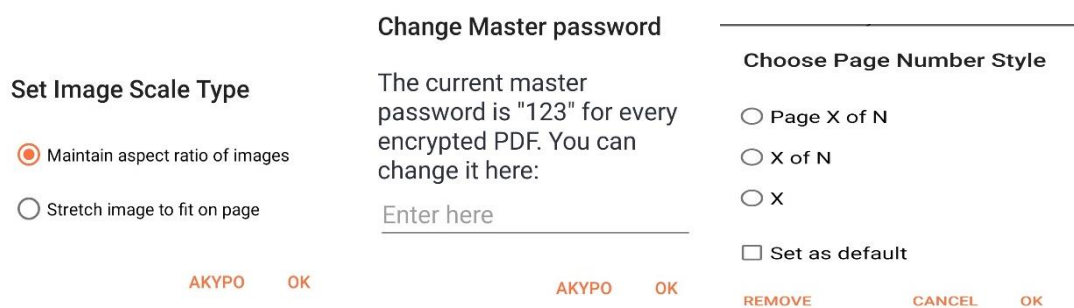 Set Image Scale Type
Maintain aspect ratio of images
Stretch image to fit on page
AKYPO OK
Change Master password
The current master
password is "123" for every
encrypted PDF. You can
change it here:
Enter here
AKYPO OK
Choose Page Number Style
Page X of N
X of N
X
Set as default
REMOVE CANCEL OK